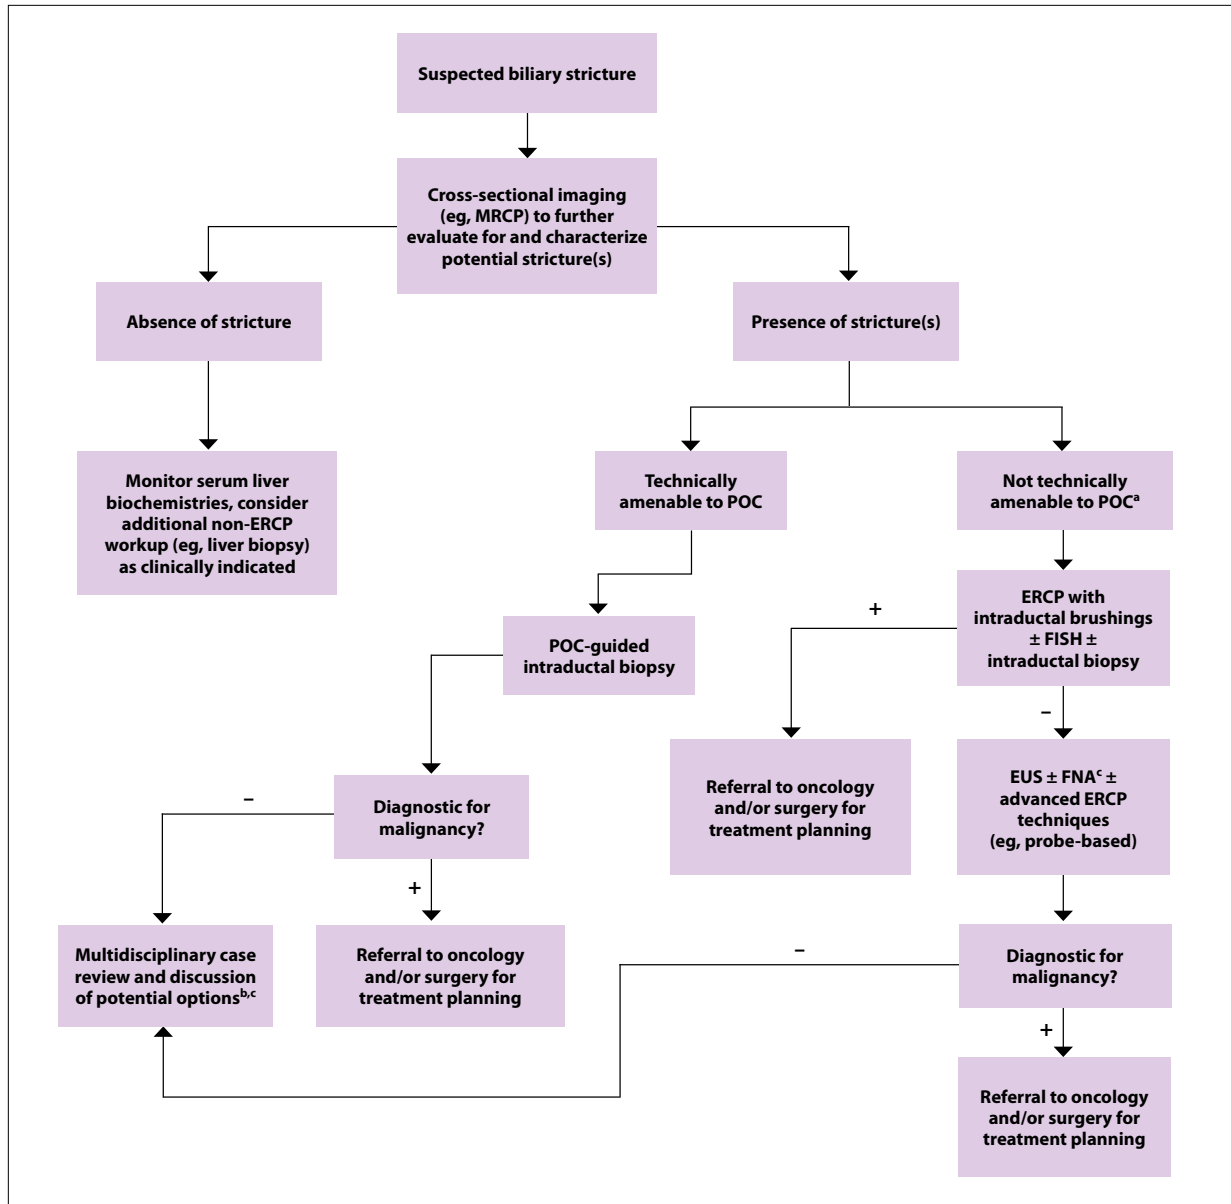 Suspected biliary stricture
Cross-sectional imaging
(eg, MRCP) to further
evaluate for and characterize
potential stricture(s)
Absence of stricture
Presence of stricture(s)
Monitor serum liver
biochemistries, consider
additional non-ERCP
workup (eg, liver biopsy)
as clinically indicated
Technically
amenable to POC
Not technically
amenable to POCᵃ
ERCP with
intraductal brushings
± FISH ±
intraductal biopsy
+
POC-guided
intraductal biopsy
–
Referral to oncology
and/or surgery for
treatment planning
EUS ± FNAᶜ ±
advanced ERCP
techniques
(eg, probe-based)
Diagnostic for
malignancy?
–
+
Multidisciplinary case
review and discussion
of potential optionsᵇ,ᶜ
Referral to oncology
and/or surgery for
treatment planning
Diagnostic for
malignancy?
–
+
Referral to oncology
and/or surgery for
treatment planning